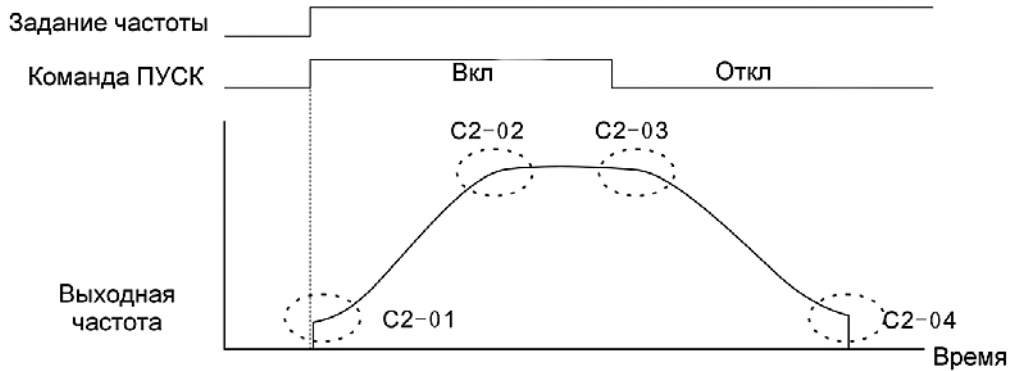 Задание частоты
Команда ПУСК
Вкл
Откл
C2-02
C2-03
Выходная
частота
C2-01
C2-04
Время